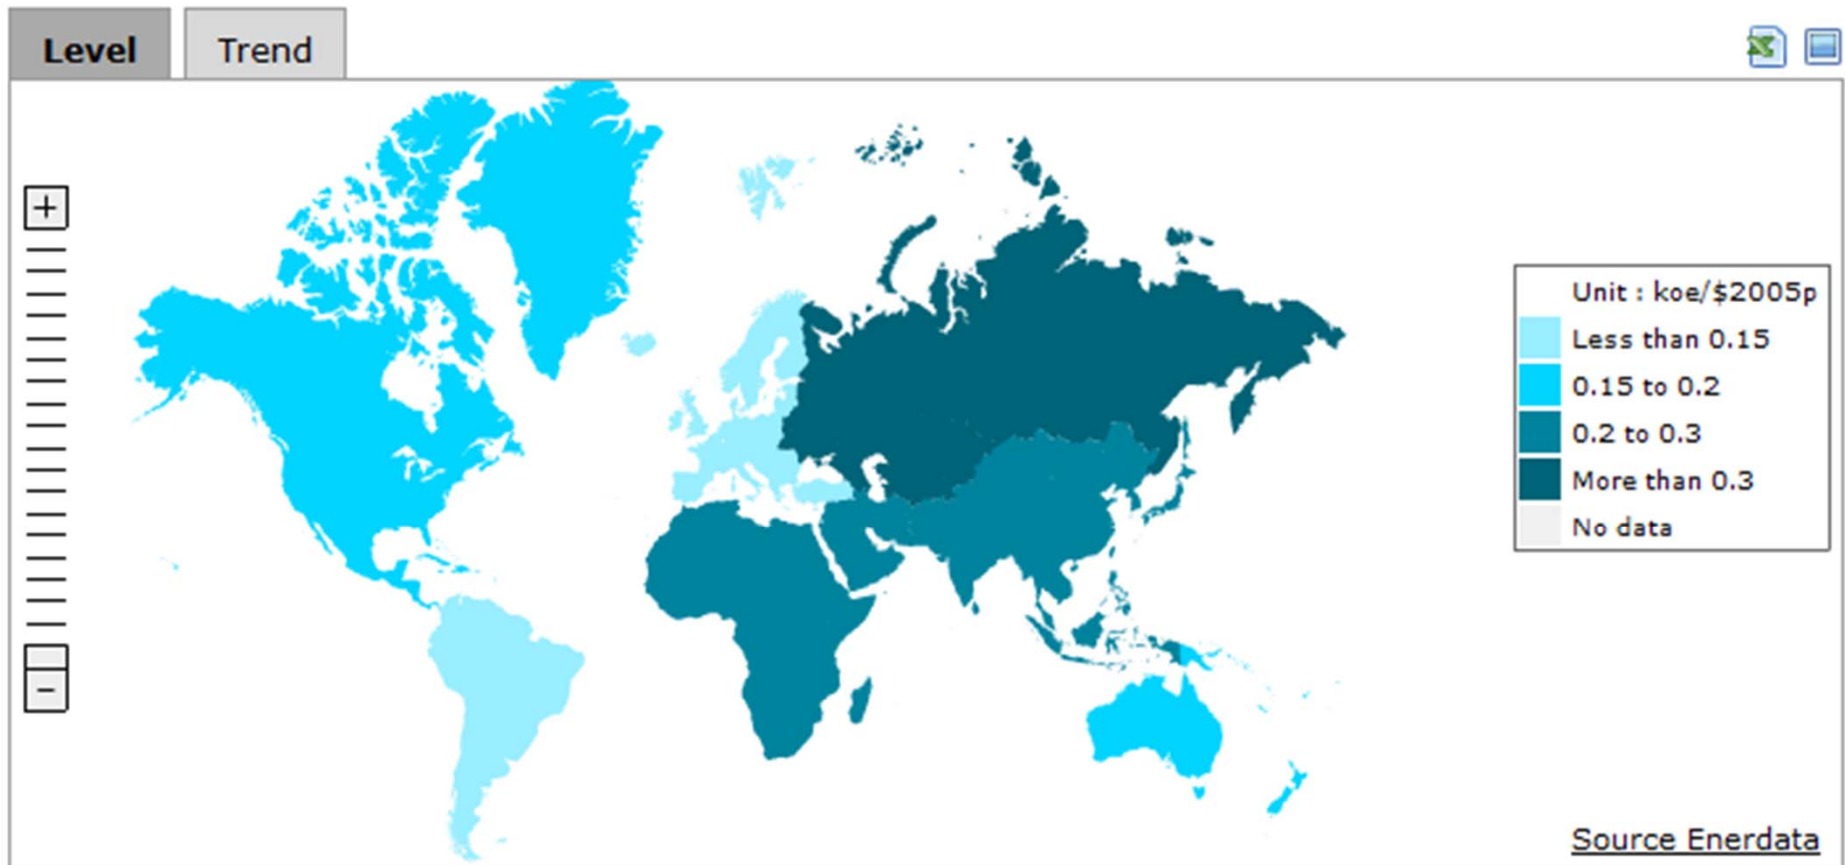 Level
Trend
+
−
Unit : koe/$2005p
Less than 0.15
0.15 to 0.2
0.2 to 0.3
More than 0.3
No data
Source Enerdata